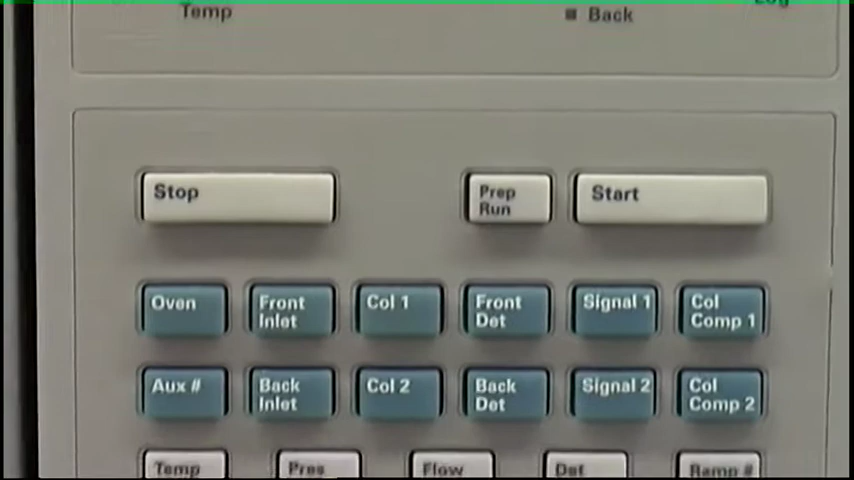 Temp
Back
Log
Stop
Prep
Run
Start
Oven
Front
Inlet
Col 1
Front
Det
Signal 1
Col
Comp 1
Aux #
Back
Inlet
Col 2
Back
Det
Signal 2
Col
Comp 2
Temp
Pres
Flow
Det
Ramp #